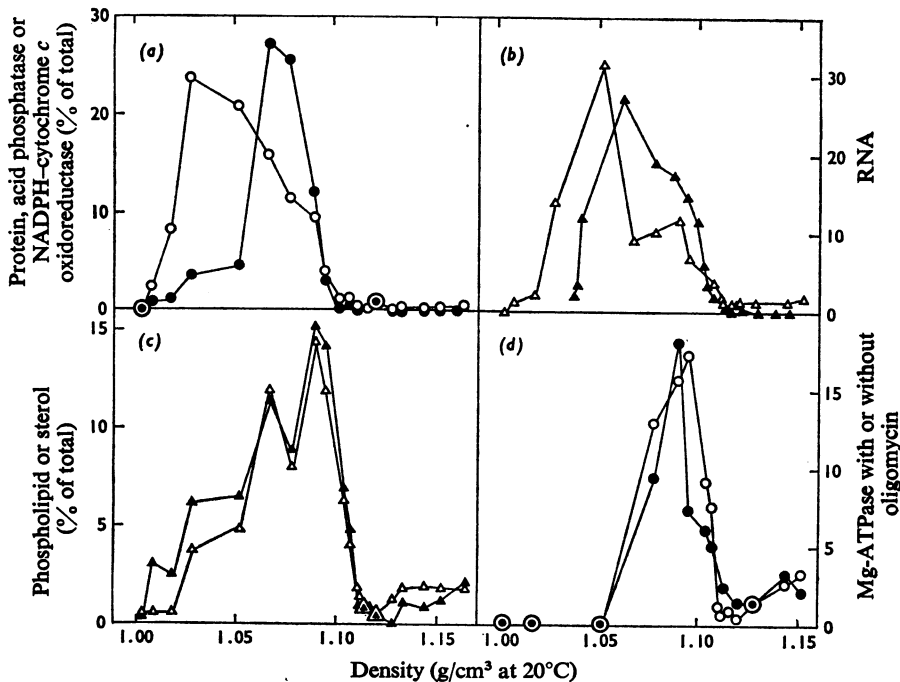 Protein, acid phosphatase or
NADPH–cytochrome c
oxidoreductase (% of total)
30
20
10
0
(a)
(b)
30
20
10
0
RNA
Phospholipid or sterol
(% of total)
15
10
5
0
(c)
(d)
15
10
5
0
Mg-ATPase with or without
oligomycin
1.00
1.05
1.10
1.15
1.00
1.05
1.10
1.15
Density (g/cm³ at 20°C)